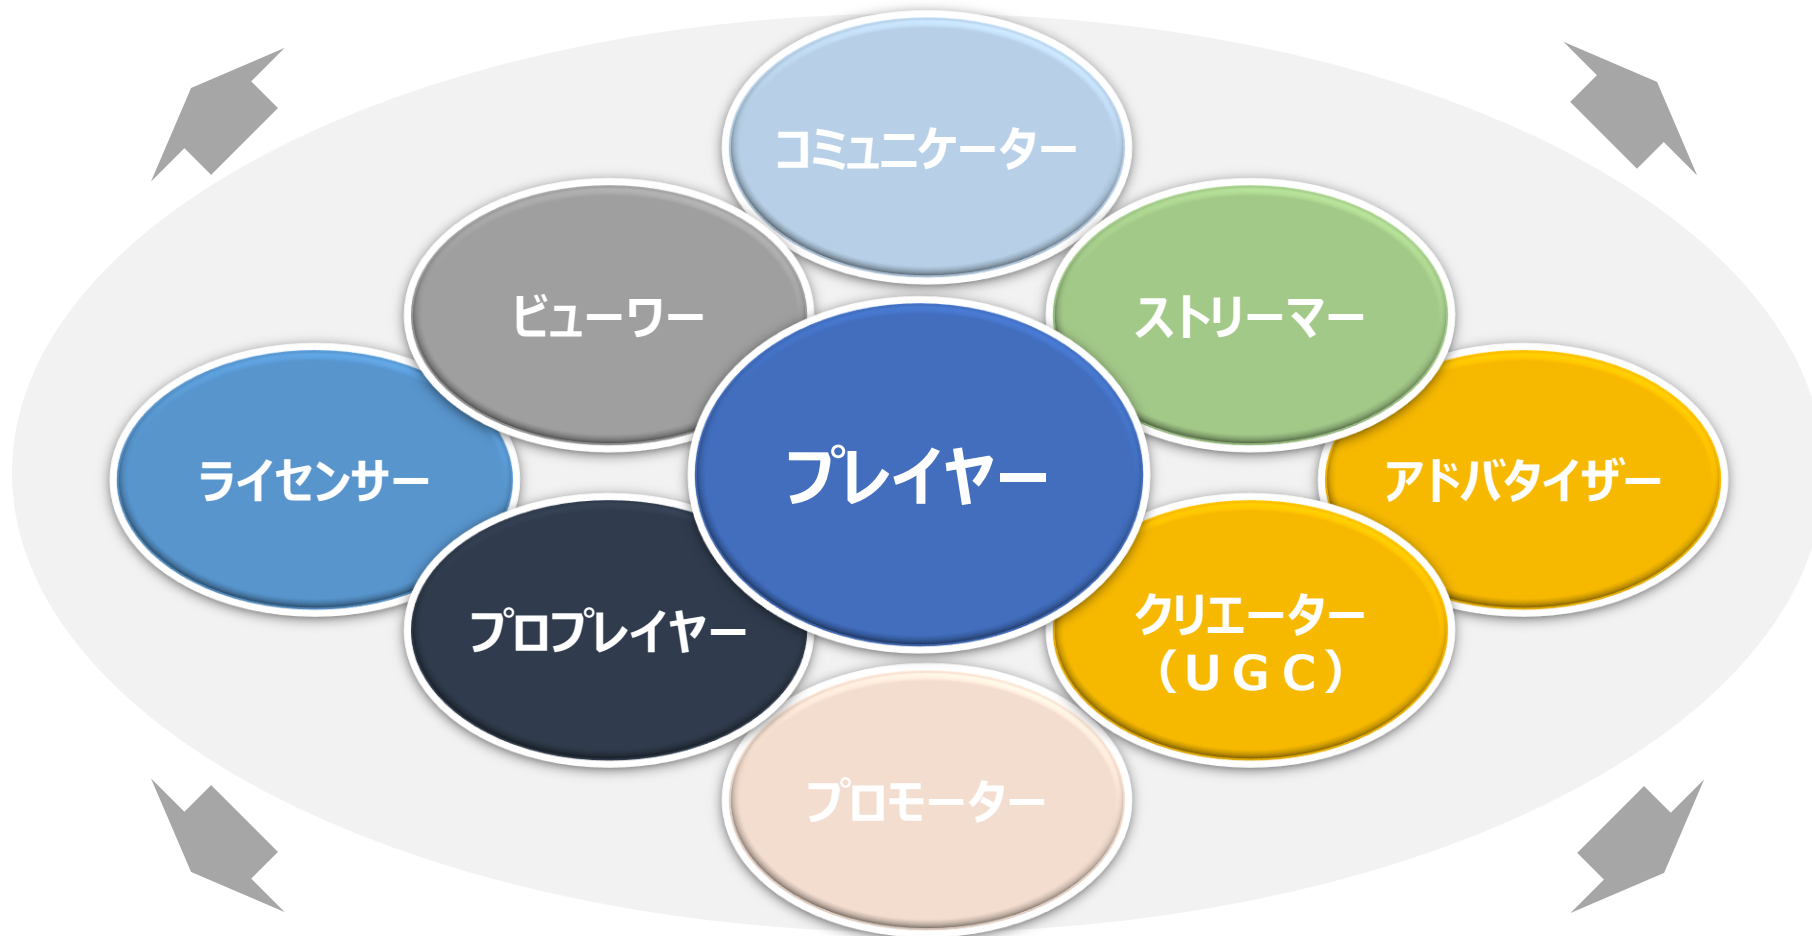 コミュニケーター
ビューワー
ストリーマー
ライセンサー
プレイヤー
アドバタイザー
プロプレイヤー
クリエーター
（ＵＧＣ）
プロモーター